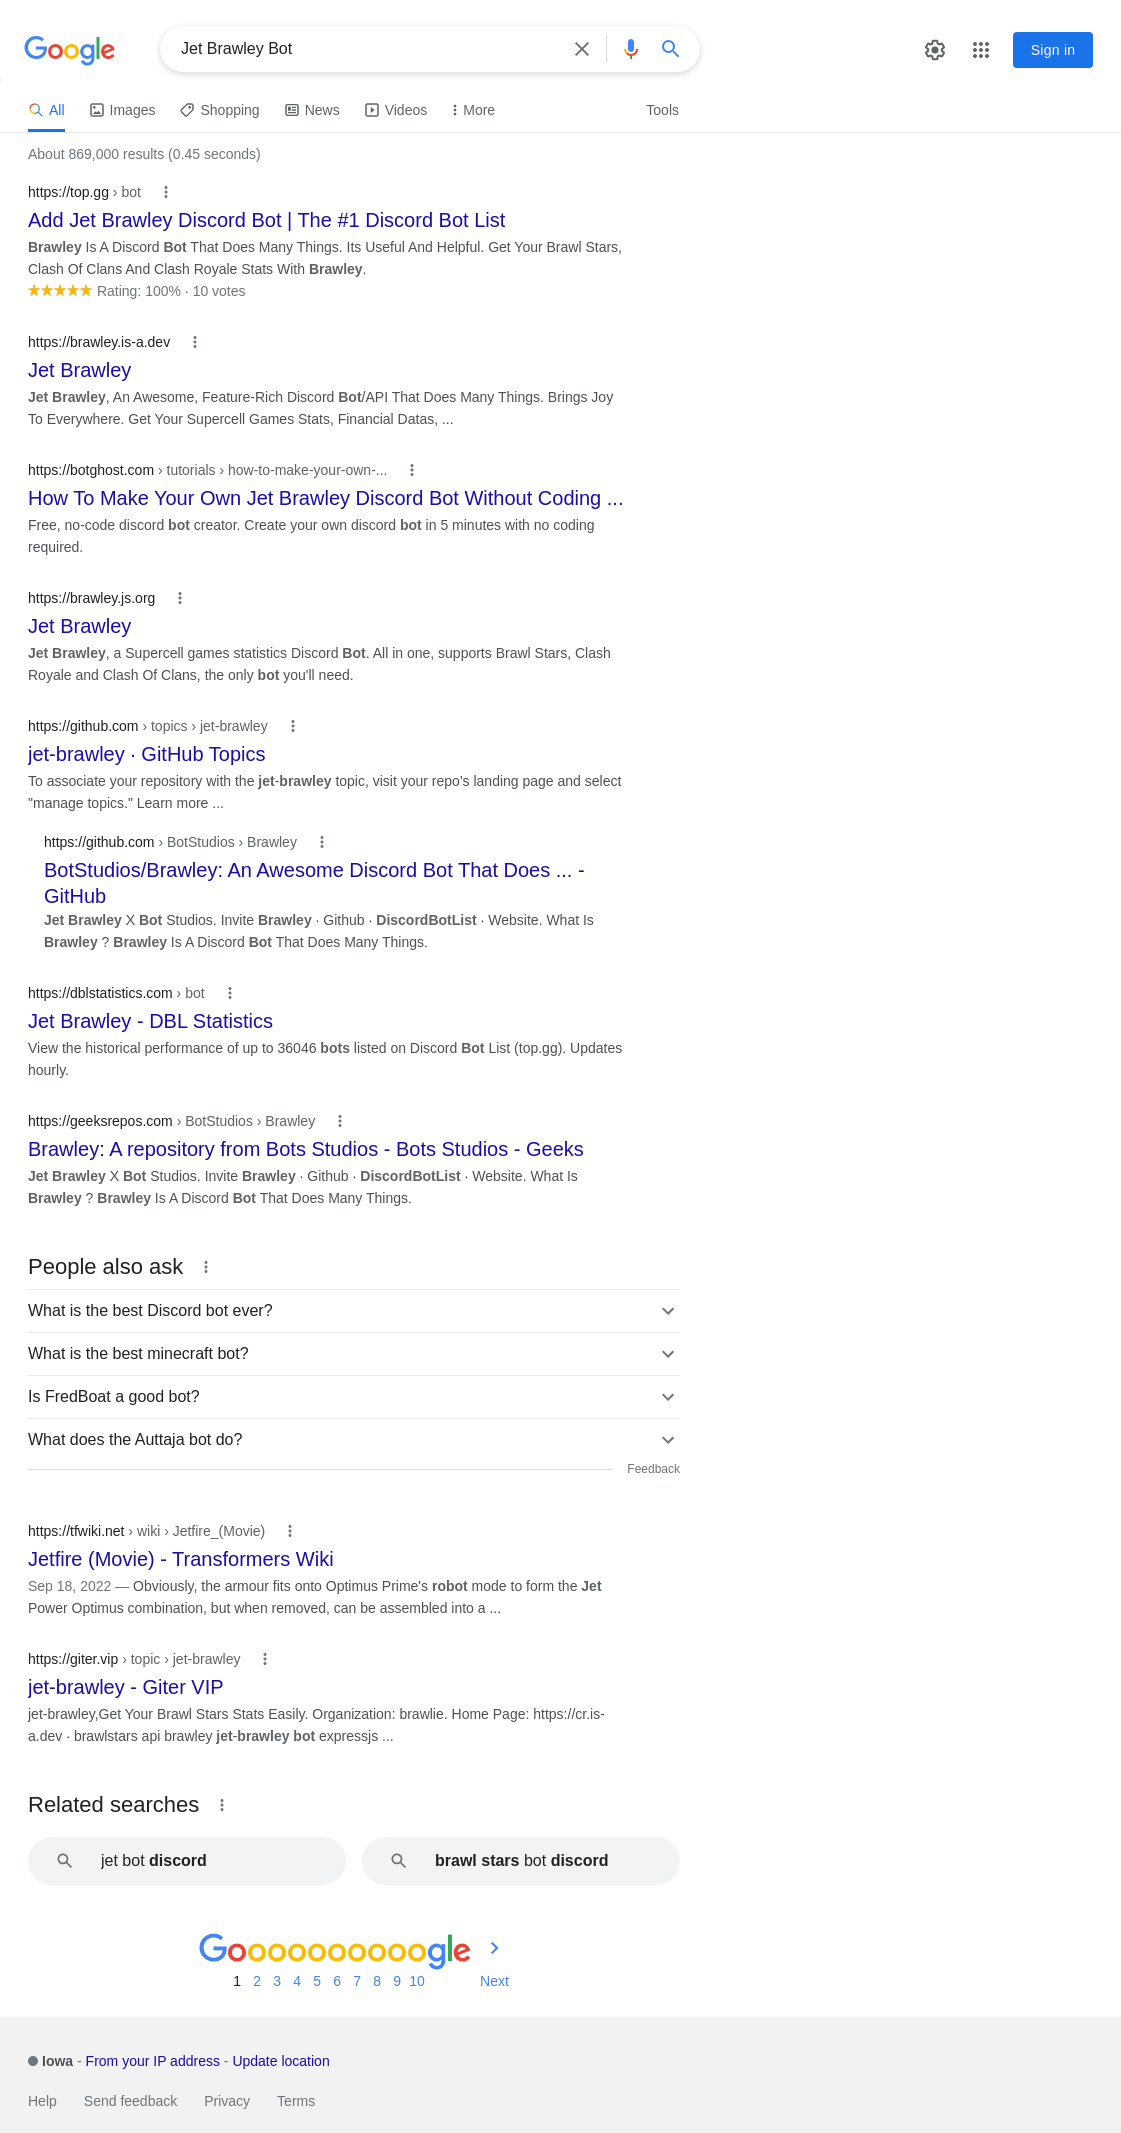 Google
Jet Brawley Bot
Sign in
All
Images
Shopping
News
Videos
More
Tools
About 869,000 results (0.45 seconds)
https://top.gg › bot
Add Jet Brawley Discord Bot | The #1 Discord Bot List
Brawley Is A Discord Bot That Does Many Things. Its Useful And Helpful. Get Your Brawl Stars,
Clash Of Clans And Clash Royale Stats With Brawley.
Rating: 100% · 10 votes
https://brawley.is-a.dev
Jet Brawley
Jet Brawley, An Awesome, Feature-Rich Discord Bot/API That Does Many Things. Brings Joy
To Everywhere. Get Your Supercell Games Stats, Financial Datas, ...
https://botghost.com › tutorials › how-to-make-your-own-...
How To Make Your Own Jet Brawley Discord Bot Without Coding ...
Free, no-code discord bot creator. Create your own discord bot in 5 minutes with no coding
required.
https://brawley.js.org
Jet Brawley
Jet Brawley, a Supercell games statistics Discord Bot. All in one, supports Brawl Stars, Clash
Royale and Clash Of Clans, the only bot you'll need.
https://github.com › topics › jet-brawley
jet-brawley · GitHub Topics
To associate your repository with the jet-brawley topic, visit your repo's landing page and select
"manage topics." Learn more ...
https://github.com › BotStudios › Brawley
BotStudios/Brawley: An Awesome Discord Bot That Does ... -
GitHub
Jet Brawley X Bot Studios. Invite Brawley · Github · DiscordBotList · Website. What Is
Brawley ? Brawley Is A Discord Bot That Does Many Things.
https://dblstatistics.com › bot
Jet Brawley - DBL Statistics
View the historical performance of up to 36046 bots listed on Discord Bot List (top.gg). Updates
hourly.
https://geeksrepos.com › BotStudios › Brawley
Brawley: A repository from Bots Studios - Bots Studios - Geeks
Jet Brawley X Bot Studios. Invite Brawley · Github · DiscordBotList · Website. What Is
Brawley ? Brawley Is A Discord Bot That Does Many Things.
People also ask
What is the best Discord bot ever?
What is the best minecraft bot?
Is FredBoat a good bot?
What does the Auttaja bot do?
Feedback
https://tfwiki.net › wiki › Jetfire_(Movie)
Jetfire (Movie) - Transformers Wiki
Sep 18, 2022 — Obviously, the armour fits onto Optimus Prime's robot mode to form the Jet
Power Optimus combination, but when removed, can be assembled into a ...
https://giter.vip › topic › jet-brawley
jet-brawley - Giter VIP
jet-brawley,Get Your Brawl Stars Stats Easily. Organization: brawlie. Home Page: https://cr.is-
a.dev · brawlstars api brawley jet-brawley bot expressjs ...
Related searches
jet bot discord
brawl stars bot discord
Goooooooooogle
1 2 3 4 5 6 7 8 9 10 Next
Iowa - From your IP address - Update location
Help Send feedback Privacy Terms